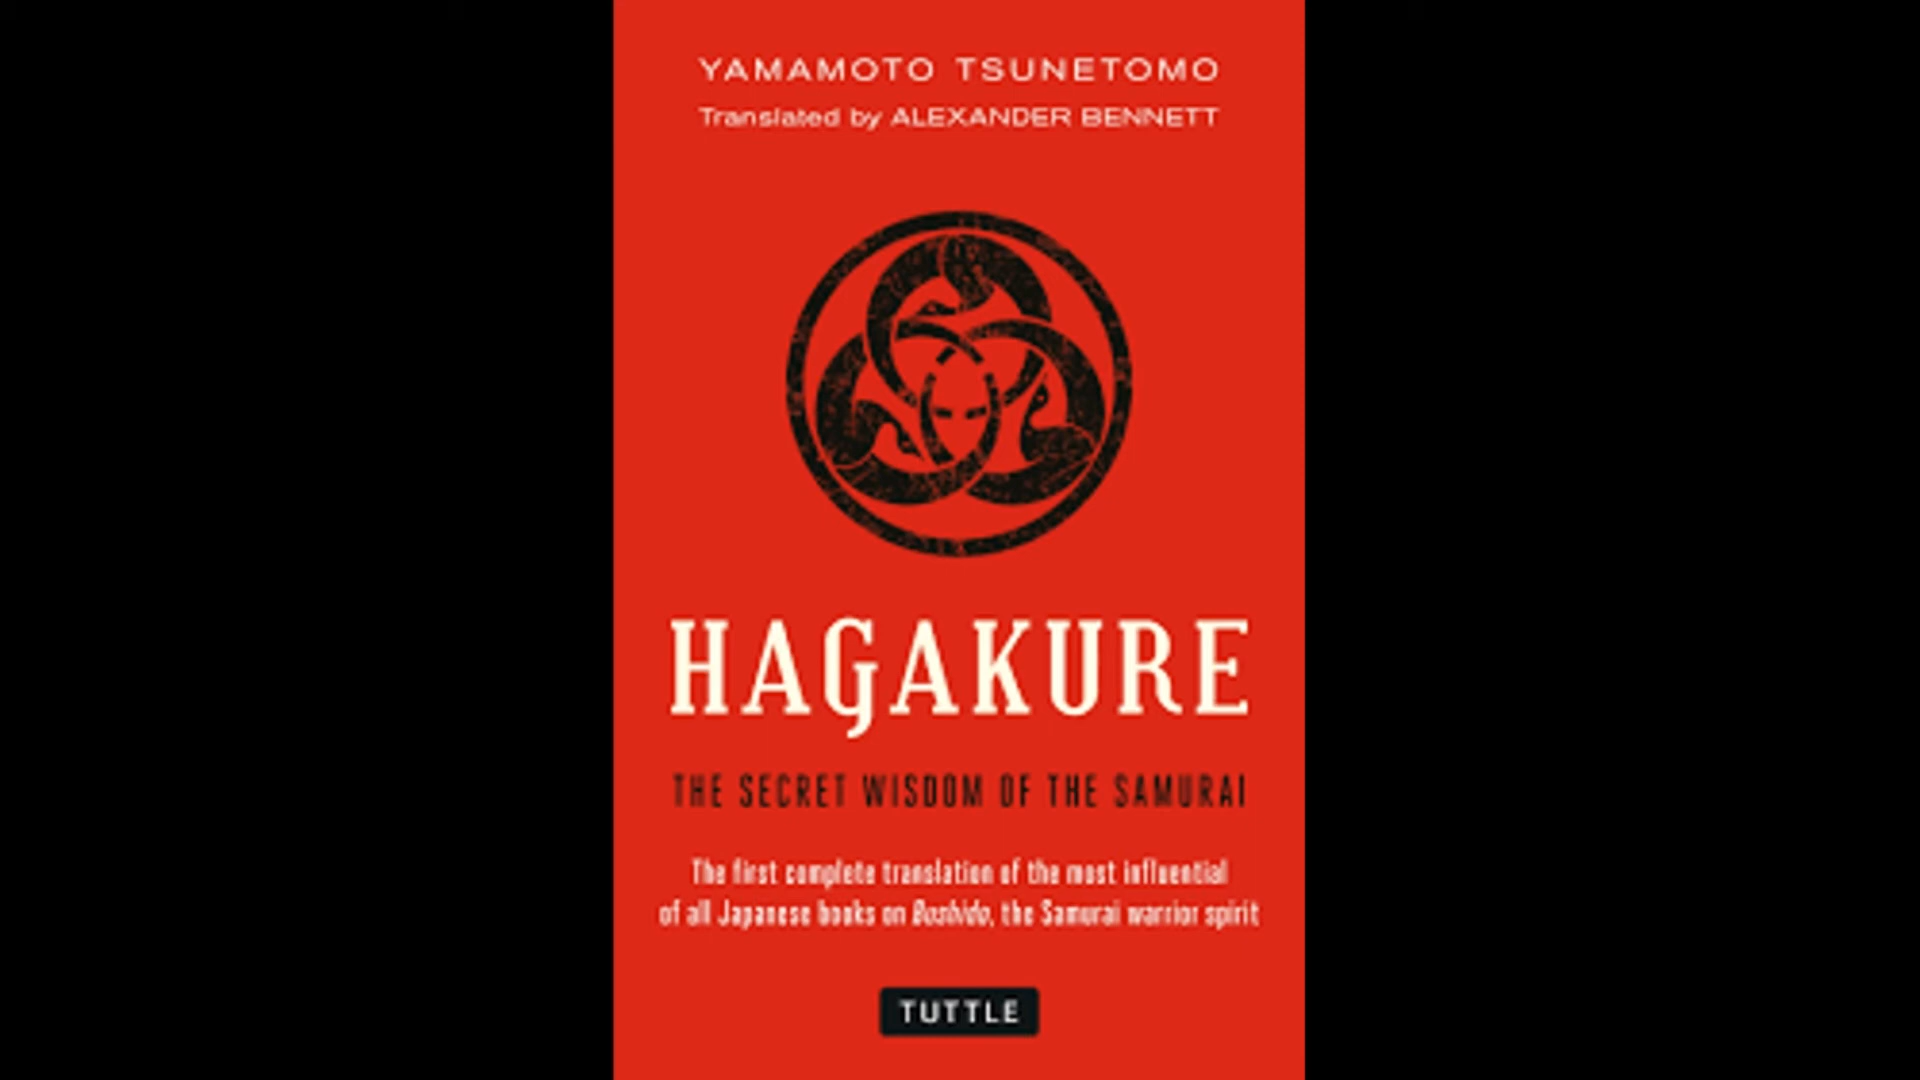 YAMAMOTO TSUNETOMO
Translated by ALEXANDER BENNETT
HAGAKURE
THE SECRET WISDOM OF THE SAMURAI
The first complete translation of the most influential
of all Japanese books on Bushido, the Samurai warrior spirit
TUTTLE